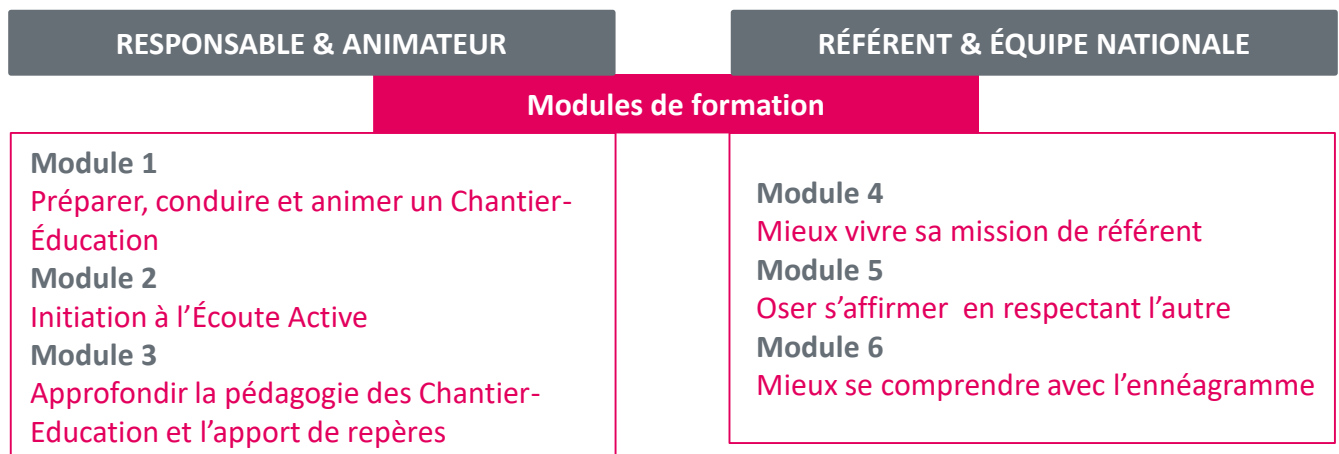 RESPONSABLE & ANIMATEUR
RÉFÉRENT & ÉQUIPE NATIONALE
Modules de formation
Module 1
Préparer, conduire et animer un Chantier-
Éducation
Module 2
Initiation à l’Écoute Active
Module 3
Approfondir la pédagogie des Chantier-
Education et l’apport de repères
Module 4
Mieux vivre sa mission de référent
Module 5
Oser s’affirmer  en respectant l’autre
Module 6
Mieux se comprendre avec l’ennéagramme